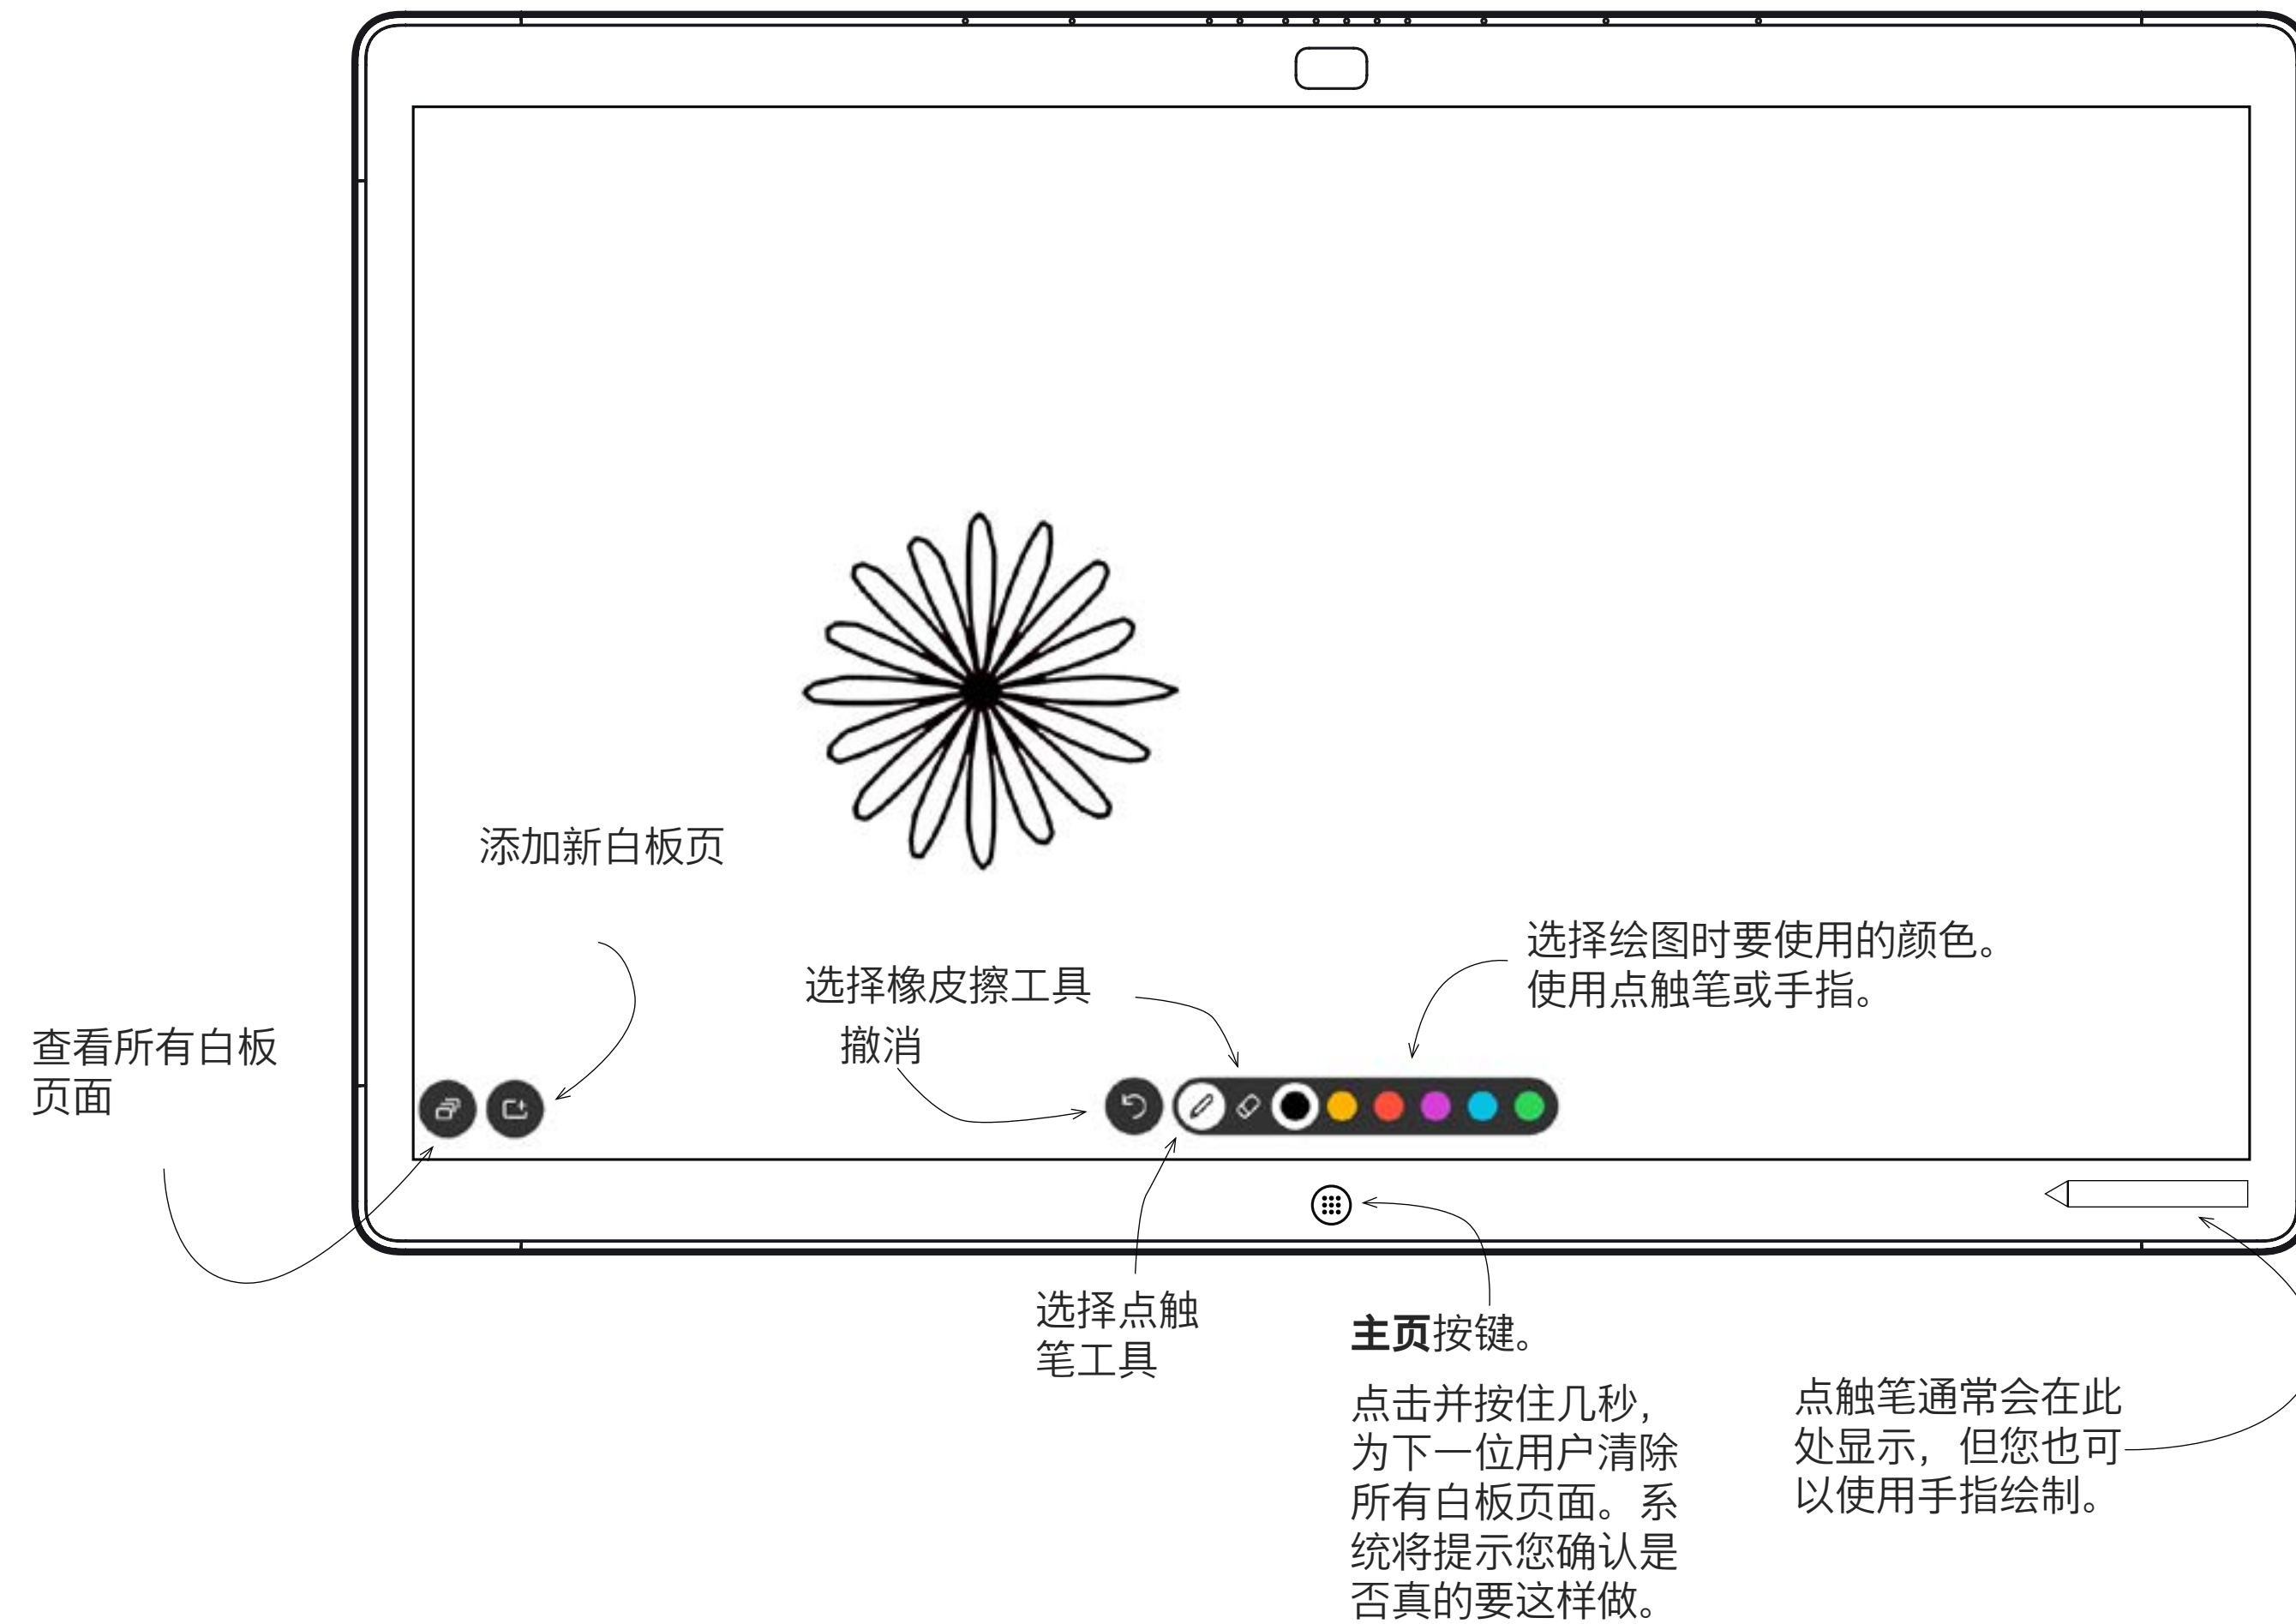 添加新白板页
选择绘图时要使用的颜色。
使用点触笔或手指。
选择橡皮擦工具
撤消
查看所有白板
页面
选择点触
笔工具
主页按键。
点击并按住几秒，
为下一位用户清除
所有白板页面。系
统将提示您确认是
否真的要这样做。
点触笔通常会在此
处显示，但您也可
以使用手指绘制。